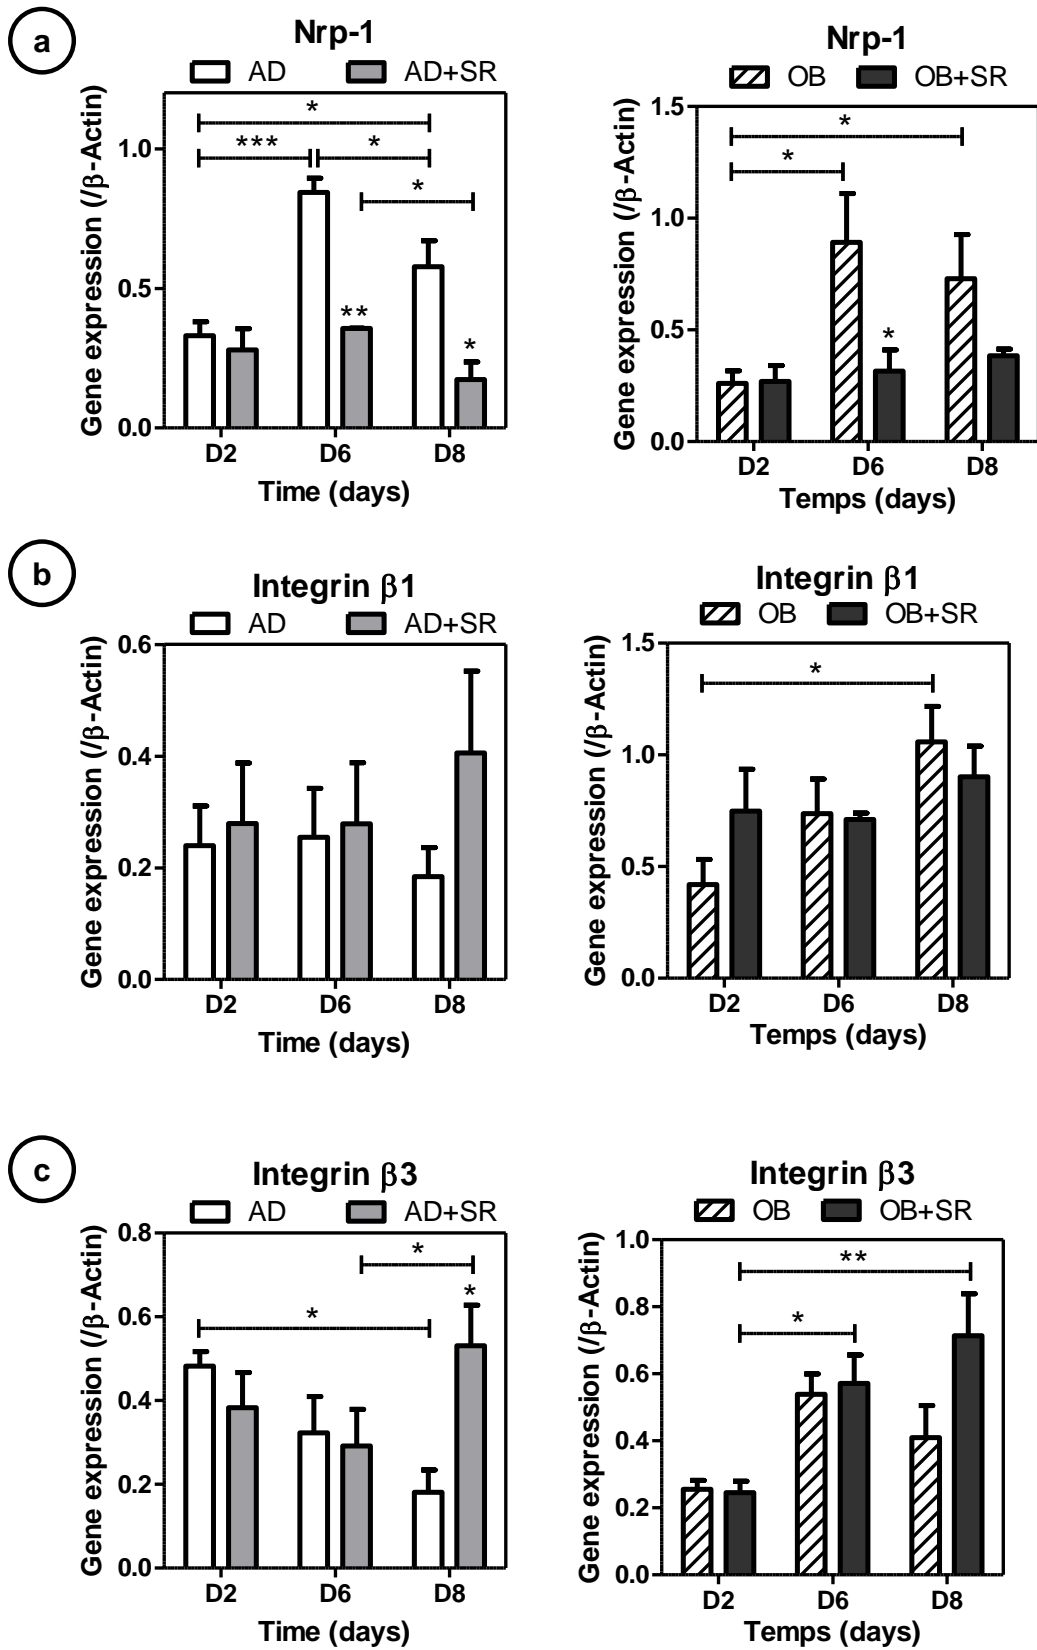 a
Nrp-1
AD AD+SR
Gene expression (/β-Actin)
1.0
0.5
0.0
*
*** *
*
**
*
D2 D6 D8
Time (days)
Nrp-1
OB OB+SR
Gene expression (/β-Actin)
1.5
1.0
0.5
0.0
*
*
*
D2 D6 D8
Temps (days)
b
Integrin β1
AD AD+SR
Gene expression (/β-Actin)
0.6
0.4
0.2
0.0
D2 D6 D8
Time (days)
Integrin β1
OB OB+SR
Gene expression (/β-Actin)
1.5
1.0
0.5
0.0
*
D2 D6 D8
Temps (days)
c
Integrin β3
AD AD+SR
Gene expression (/β-Actin)
0.8
0.6
0.4
0.2
0.0
*
*
*
D2 D6 D8
Time (days)
Integrin β3
OB OB+SR
Gene expression (/β-Actin)
1.0
0.8
0.6
0.4
0.2
0.0
**
*
D2 D6 D8
Temps (days)